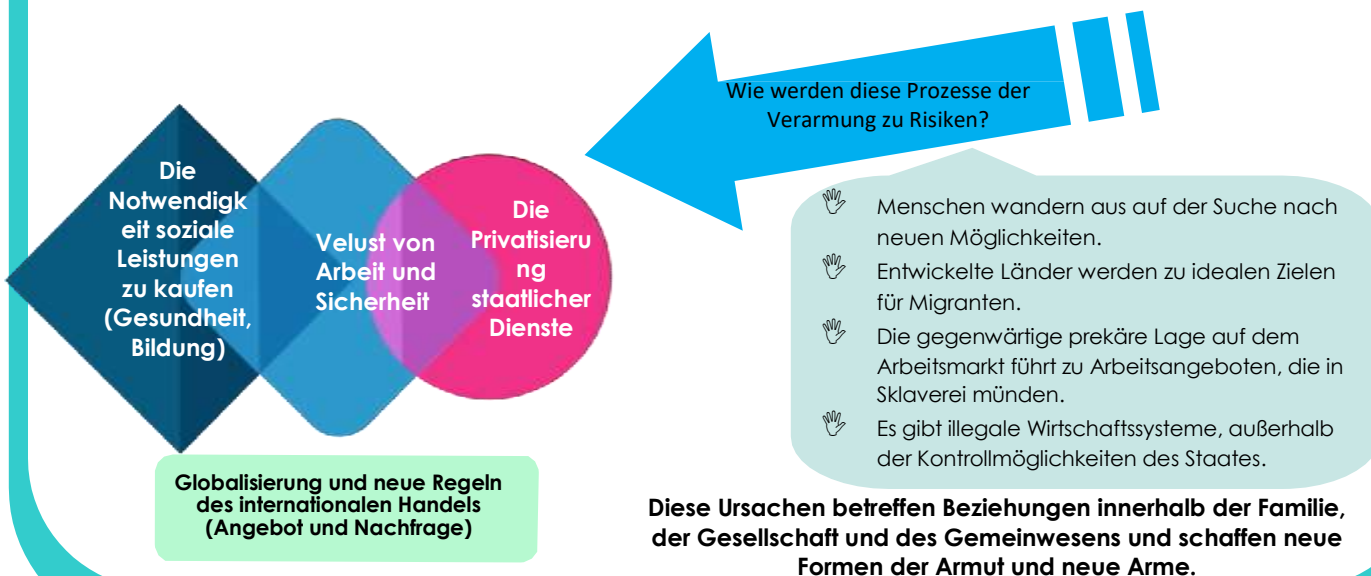 Wie werden diese Prozesse der
Verarmung zu Risiken?
Die
Notwendigk
eit soziale
Leistungen
zu kaufen
(Gesundheit,
Bildung)
Velust von
Arbeit und
Sicherheit
Die
Privatisieru
ng
staatlicher
Dienste
Menschen wandern aus auf der Suche nach
neuen Möglichkeiten.
Entwickelte Länder werden zu idealen Zielen
für Migranten.
Die gegenwärtige prekäre Lage auf dem
Arbeitsmarkt führt zu Arbeitsangeboten, die in
Sklaverei münden.
Es gibt illegale Wirtschaftssysteme, außerhalb
der Kontrollmöglichkeiten des Staates.
Globalisierung und neue Regeln
des internationalen Handels
(Angebot und Nachfrage)
Diese Ursachen betreffen Beziehungen innerhalb der Familie,
der Gesellschaft und des Gemeinwesens und schaffen neue
Formen der Armut und neue Arme.